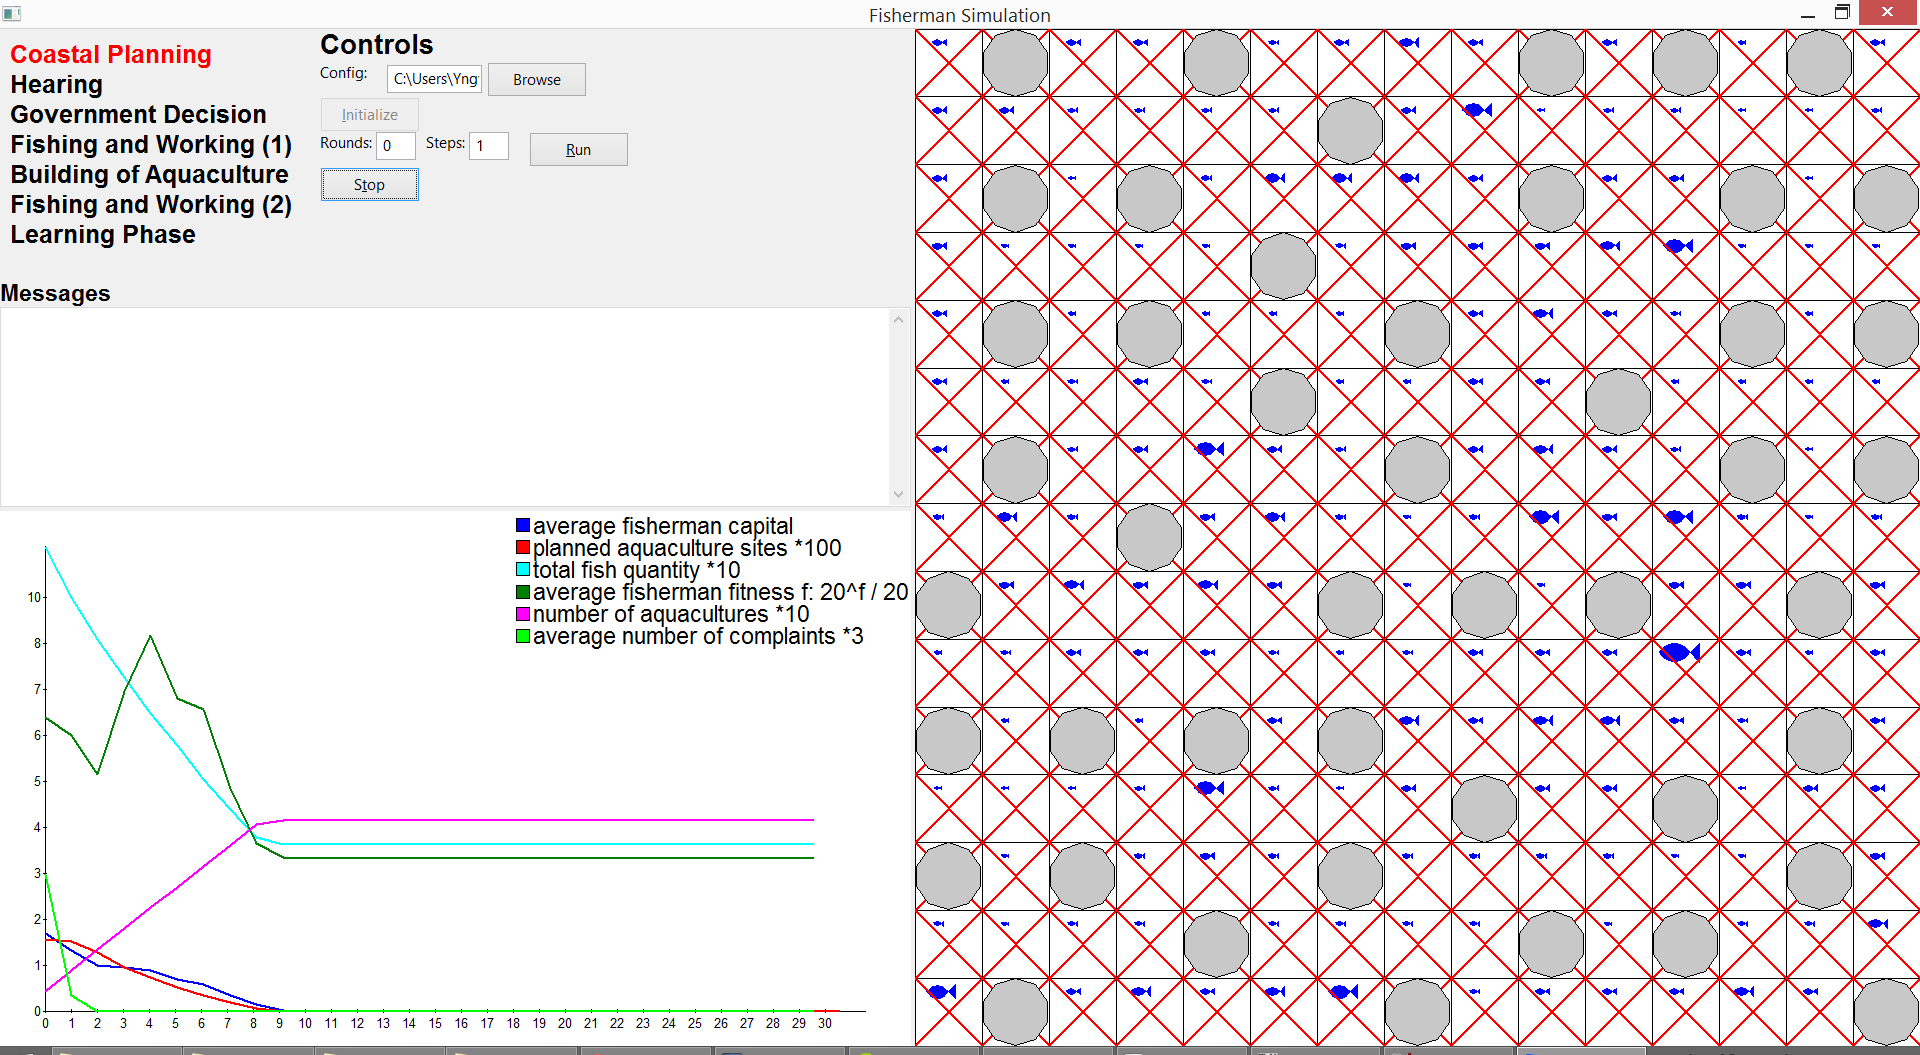 Fisherman Simulation
Coastal Planning
Hearing
Government Decision
Fishing and Working (1)
Building of Aquaculture
Fishing and Working (2)
Learning Phase
Controls
Config: C:\Users\Yng Browse
Initialize
Rounds: 0 Steps: 1 Run
Stop
Messages
average fisherman capital
planned aquaculture sites *100
total fish quantity *10
average fisherman fitness f: 20^f / 20
number of aquacultures *10
average number of complaints *3
10
8
7
6
5
4
3
2
1
0
0 1 2 3 4 5 6 7 8 9 10 11 12 13 14 15 16 17 18 19 20 21 22 23 24 25 26 27 28 29 30